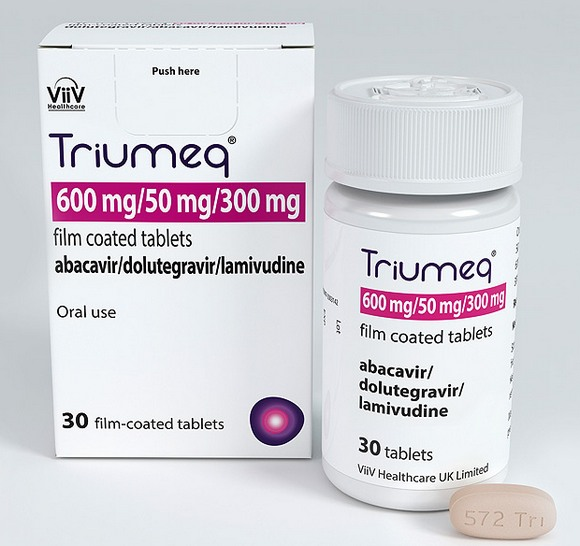 Push here
ViiV
Healthcare
Triumeq®
600 mg/50 mg/300 mg
film coated tablets
abacavir/dolutegravir/lamivudine
Oral use
30 film-coated tablets
Triumeq®
600 mg/50 mg/300 mg
film coated tablets
abacavir/
dolutegravir/
lamivudine
30 tablets
ViiV Healthcare UK Limited
Lot
572 Tri